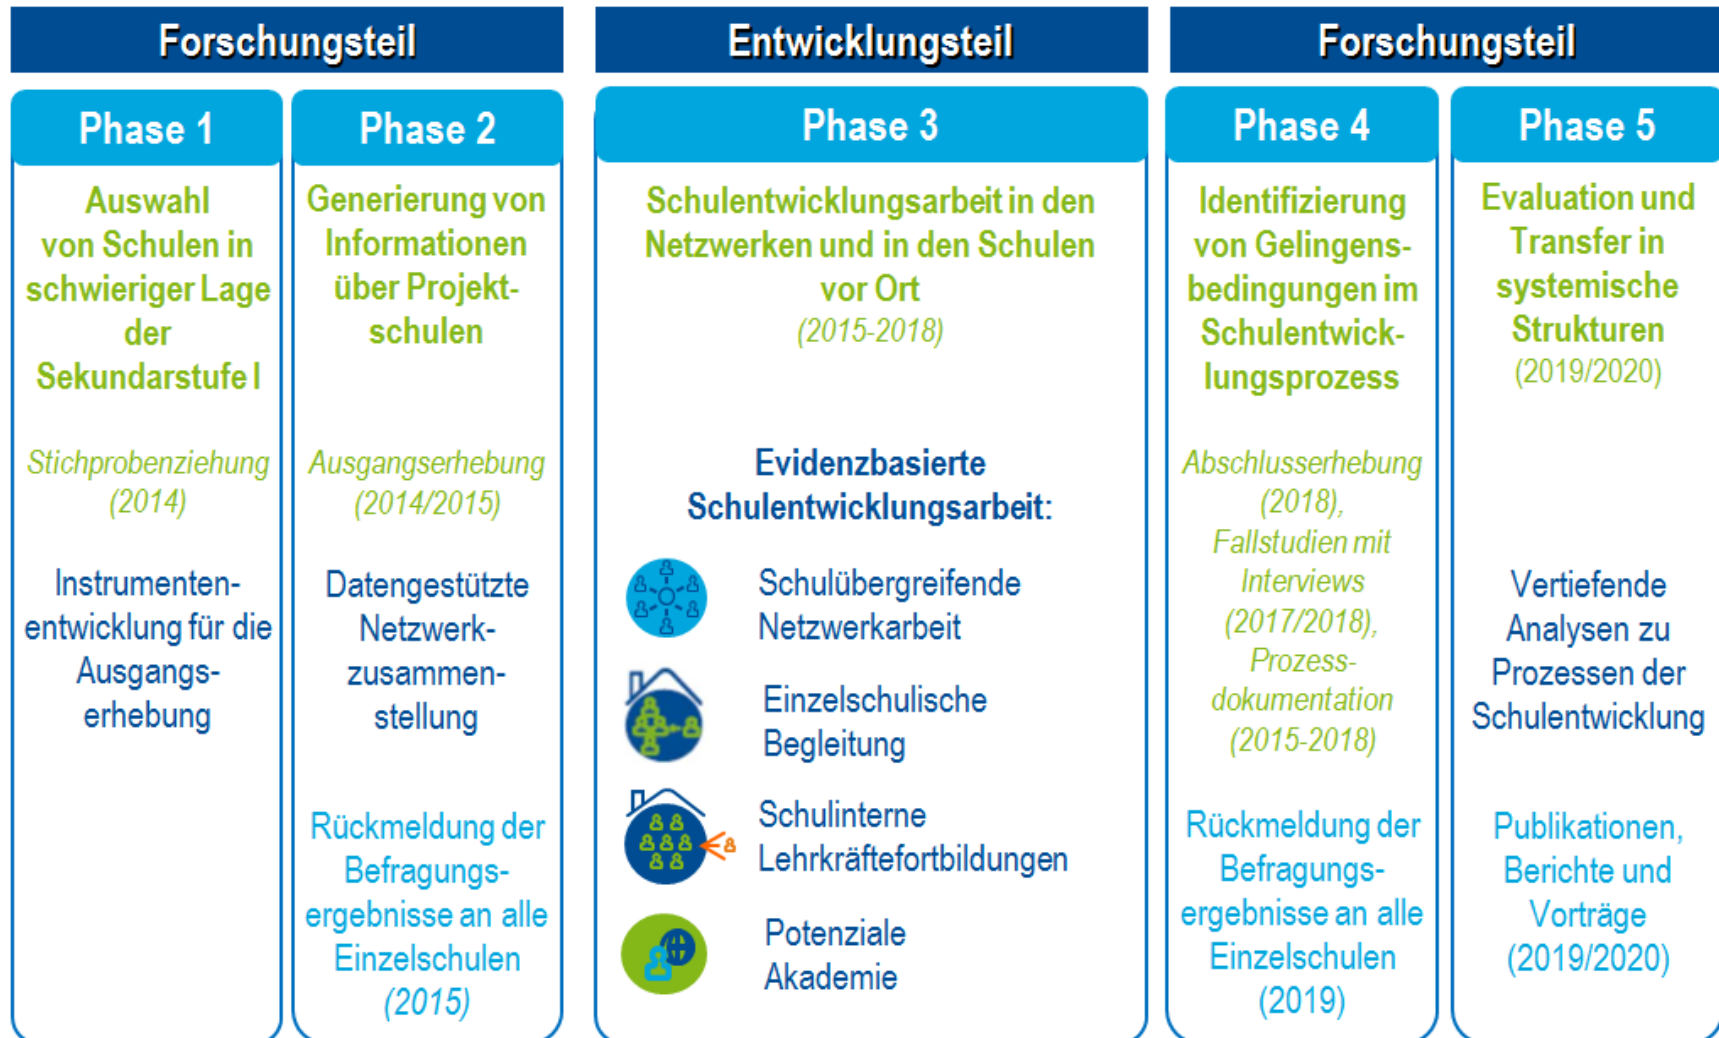 Forschungsteil
Phase 1
Auswahl
von Schulen in
schwieriger Lage
der
Sekundarstufe I
Stichprobenziehung
(2014)
Instrumenten-
entwicklung für die
Ausgangs-
erhebung
Phase 2
Generierung von
Informationen
über Projekt-
schulen
Ausgangserhebung
(2014/2015)
Datengestützte
Netzwerk-
zusammen-
stellung
Rückmeldung der
Befragungs-
ergebnisse an alle
Einzelschulen
(2015)
Entwicklungsteil
Phase 3
Schulentwicklungsarbeit in den
Netzwerken und in den Schulen
vor Ort
(2015-2018)
Evidenzbasierte
Schulentwicklungsarbeit:
Schulübergreifende
Netzwerkarbeit
Einzelschulische
Begleitung
Schulinterne
Lehrkräftefortbildungen
Potenziale
Akademie
Forschungsteil
Phase 4
Identifizierung
von Gelingens-
bedingungen im
Schulentwick-
lungsprozess
Abschlusserhebung
(2018),
Fallstudien mit
Interviews
(2017/2018),
Prozess-
dokumentation
(2015-2018)
Rückmeldung der
Befragungs-
ergebnisse an alle
Einzelschulen
(2019)
Phase 5
Evaluation und
Transfer in
systemische
Strukturen
(2019/2020)
Vertiefende
Analysen zu
Prozessen der
Schulentwicklung
Publikationen,
Berichte und
Vorträge
(2019/2020)